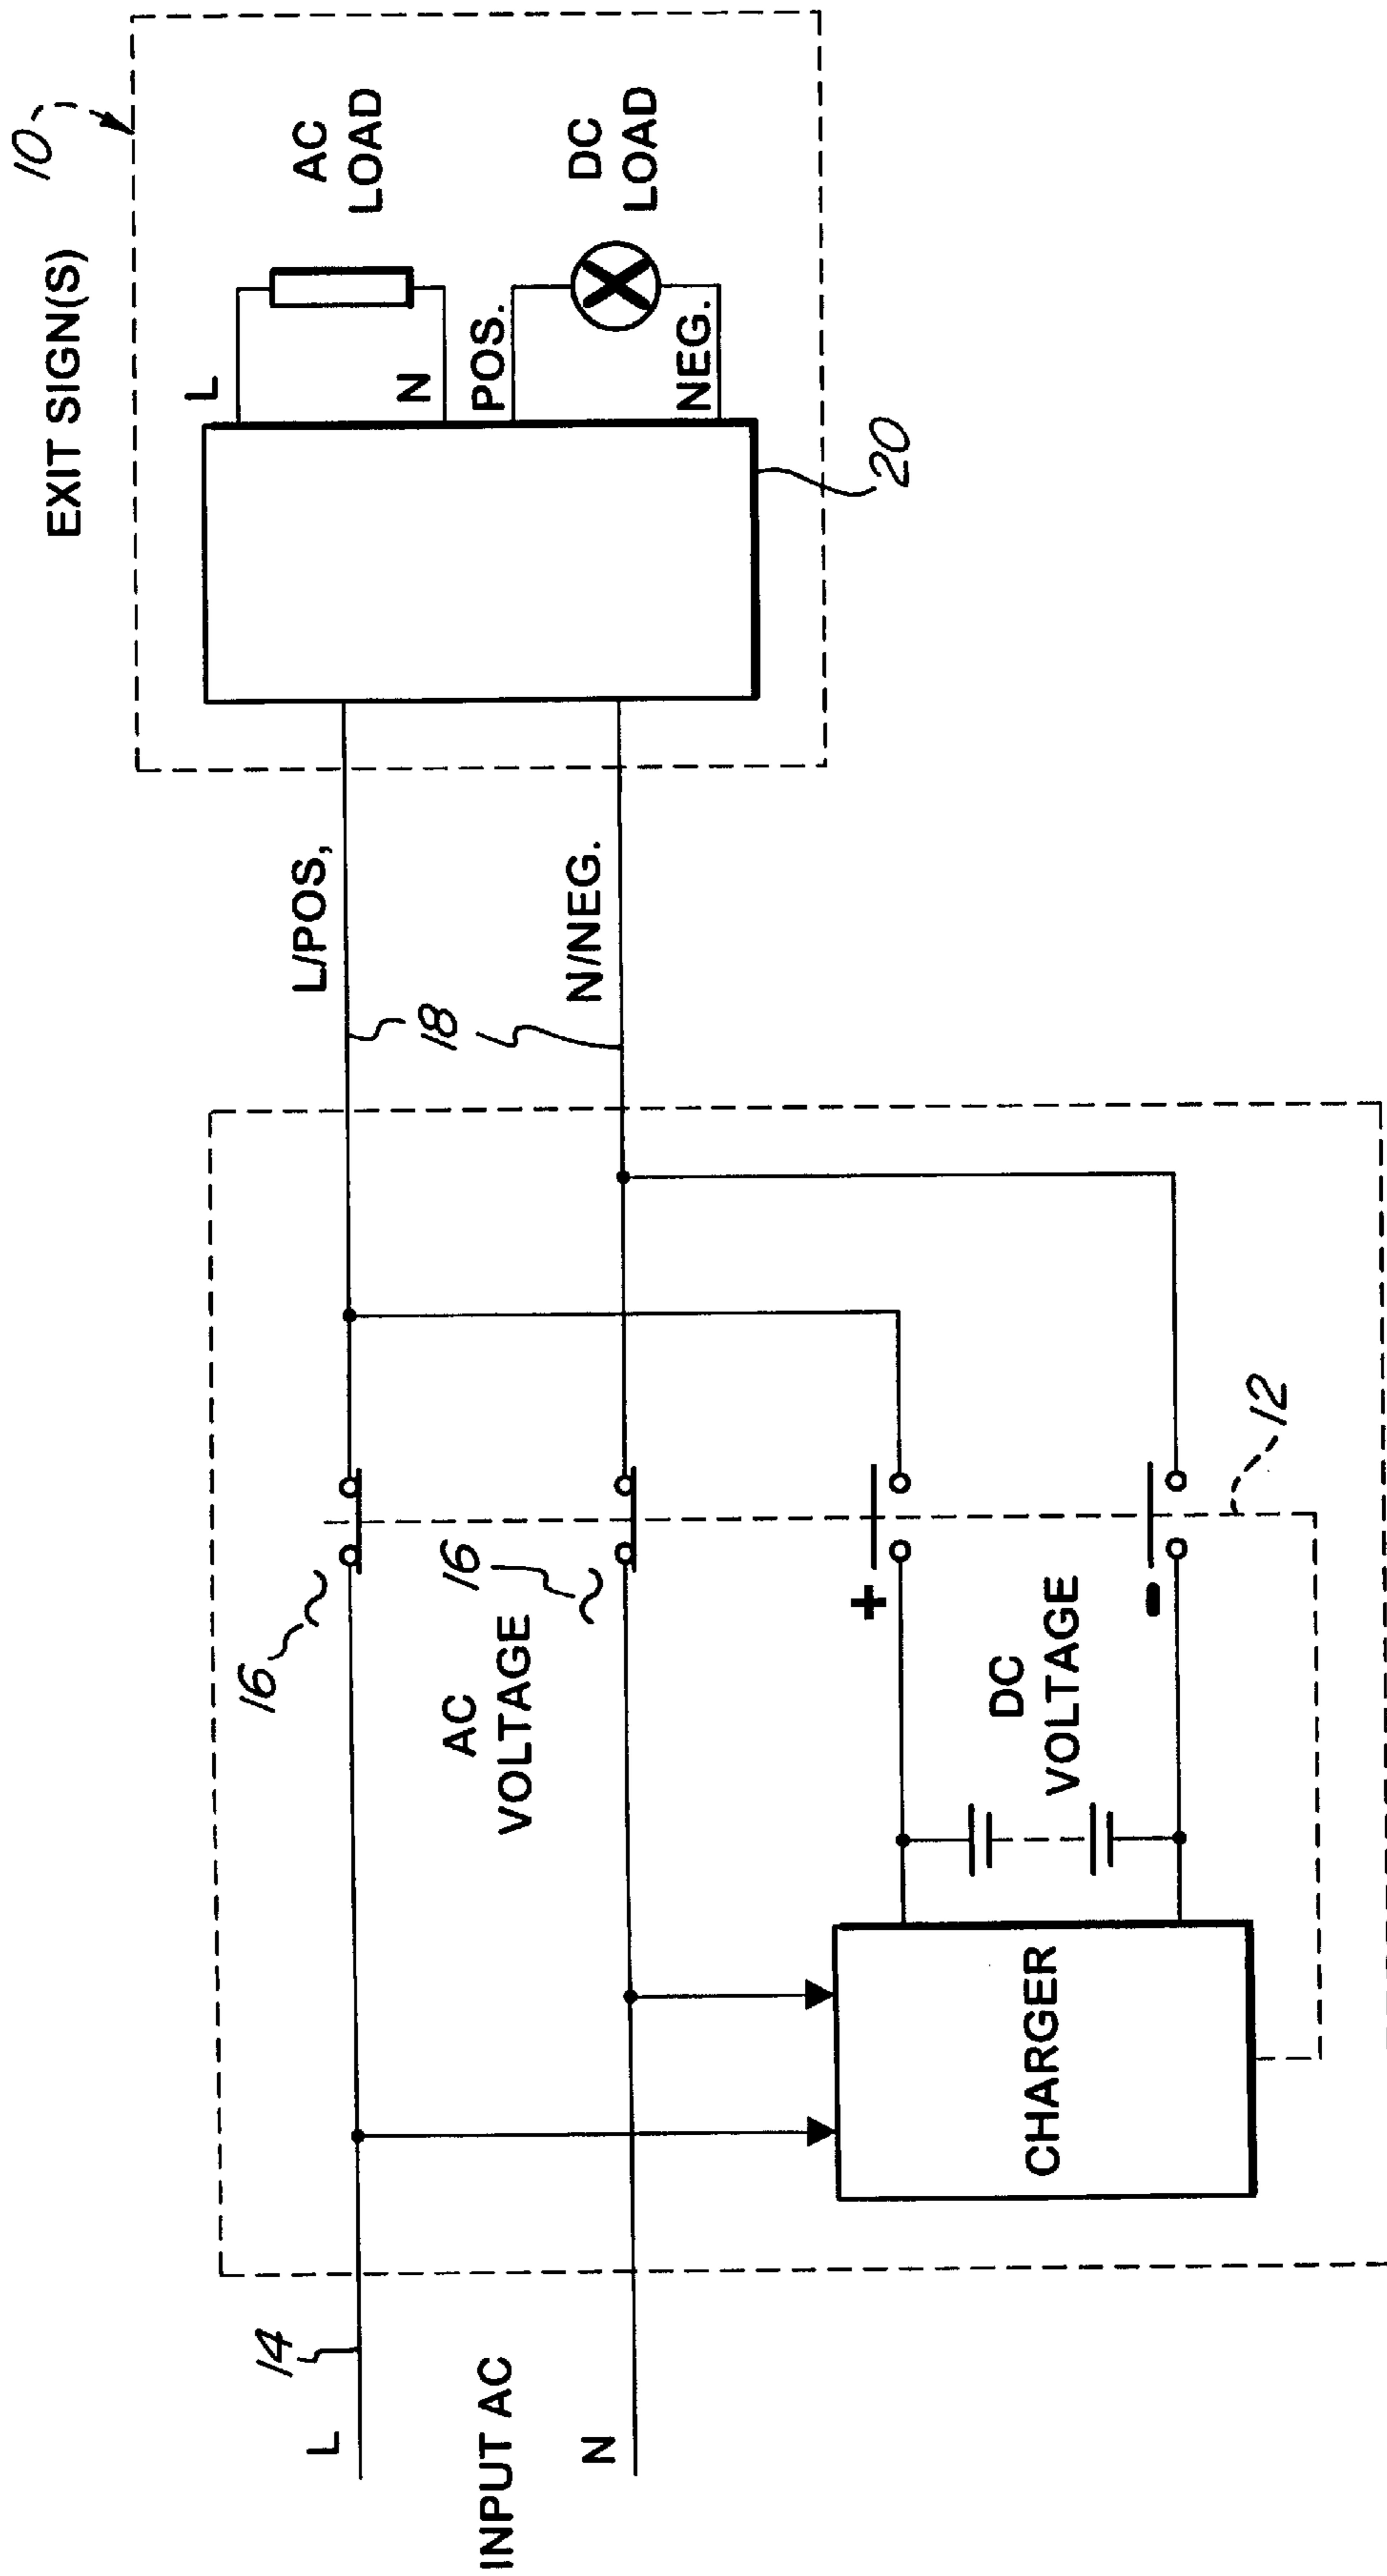 EXIT SIGN(S)
10
L
AC
LOAD
N
POS.
DC
LOAD
NEG.
20
L/POS,
18
N/NEG.
16
AC
VOLTAGE
16
+
DC
VOLTAGE
-
12
CHARGER
14
L
INPUT AC
N